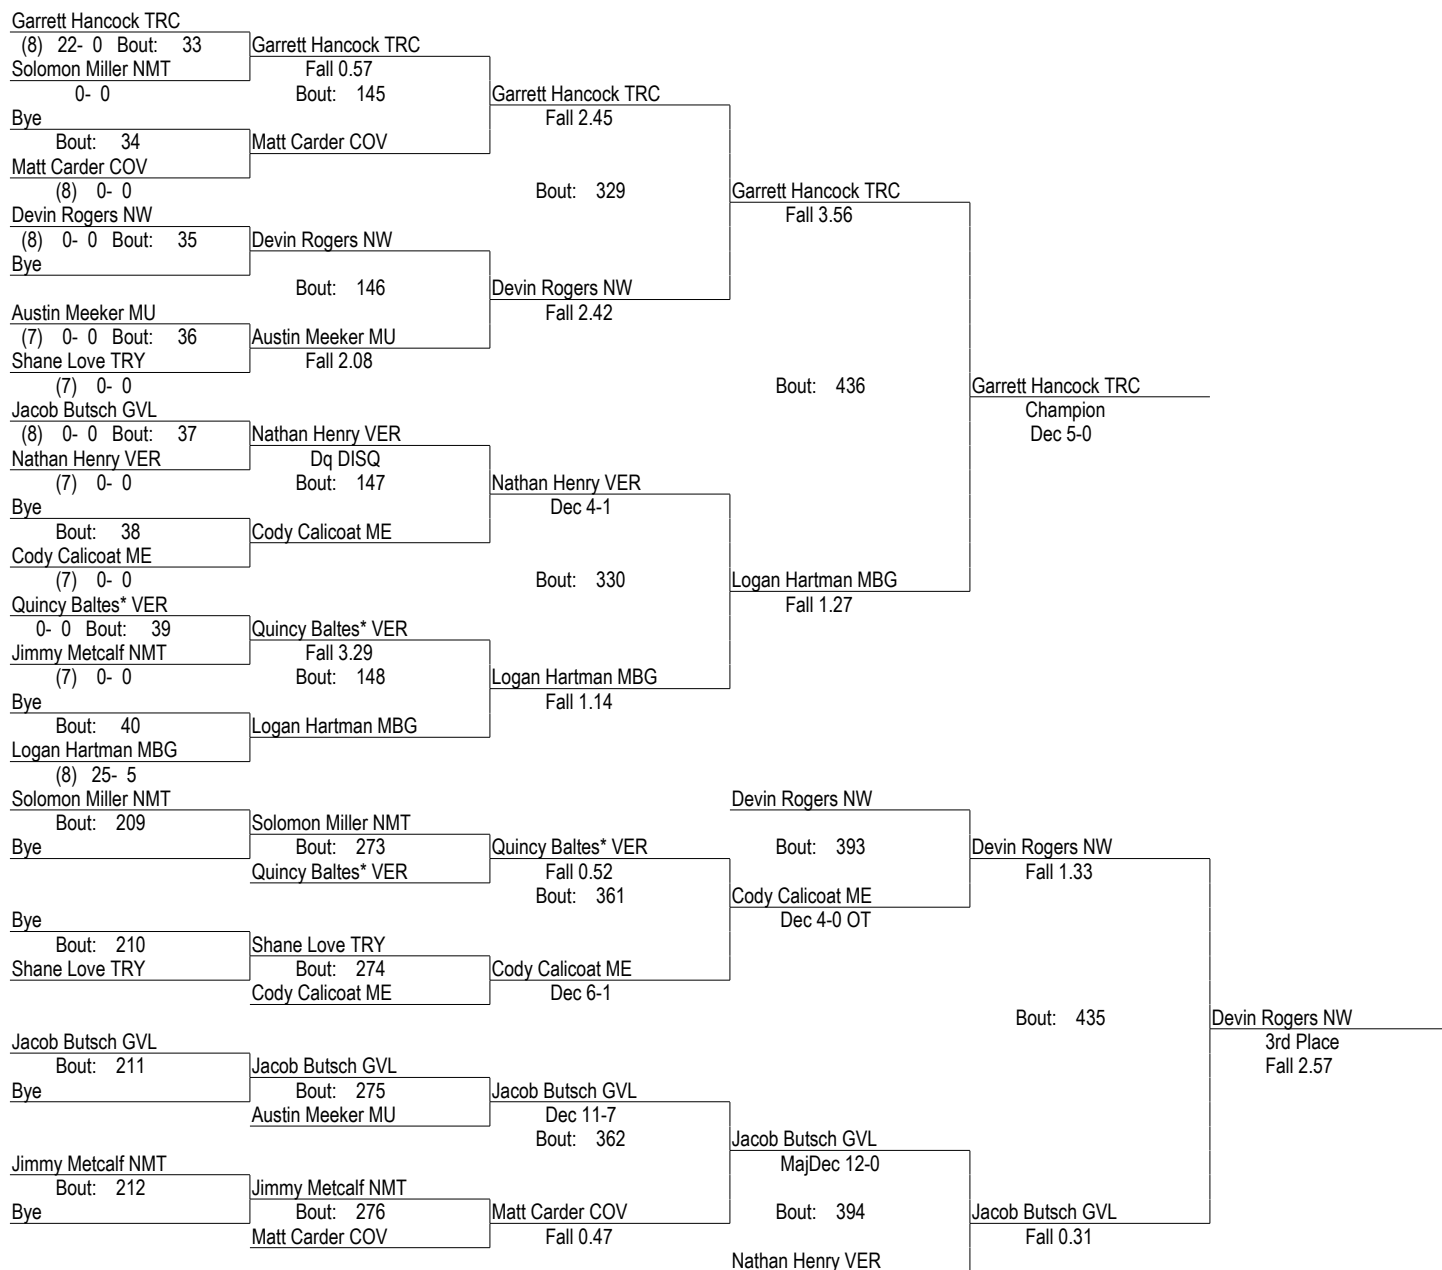 Garrett Hancock TRC
(8) 22- 0 Bout: 33 Garrett Hancock TRC
Solomon Miller NMT Fall 0.57
0- 0 Bout: 145 Garrett Hancock TRC
Bye Fall 2.45
Bout: 34 Matt Carder COV
Matt Carder COV
(8) 0- 0 Bout: 329 Garrett Hancock TRC
Devin Rogers NW Fall 3.56
(8) 0- 0 Bout: 35 Devin Rogers NW
Bye
Bout: 146 Devin Rogers NW
Austin Meeker MU Fall 2.42
(7) 0- 0 Bout: 36 Austin Meeker MU
Shane Love TRY Fall 2.08
(7) 0- 0 Bout: 436 Garrett Hancock TRC
Jacob Butsch GVL Champion
(8) 0- 0 Bout: 37 Nathan Henry VER Dec 5-0
Nathan Henry VER Dq DISQ
(7) 0- 0 Bout: 147 Nathan Henry VER
Bye Dec 4-1
Bout: 38 Cody Calicoat ME
Cody Calicoat ME
(7) 0- 0 Bout: 330 Logan Hartman MBG
Quincy Baltes* VER Fall 1.27
0- 0 Bout: 39 Quincy Baltes* VER
Jimmy Metcalf NMT Fall 3.29
(7) 0- 0 Bout: 148 Logan Hartman MBG
Bye Fall 1.14
Bout: 40 Logan Hartman MBG
Logan Hartman MBG
(8) 25- 5
Solomon Miller NMT Devin Rogers NW
Bout: 209 Solomon Miller NMT
Bye Bout: 273 Quincy Baltes* VER Bout: 393 Devin Rogers NW
Quincy Baltes* VER Fall 0.52 Fall 1.33
Bout: 361 Cody Calicoat ME
Bye Dec 4-0 OT
Bout: 210 Shane Love TRY
Shane Love TRY Bout: 274 Cody Calicoat ME
Cody Calicoat ME Dec 6-1
Bout: 435 Devin Rogers NW
Jacob Butsch GVL 3rd Place
Bout: 211 Jacob Butsch GVL Fall 2.57
Bye Bout: 275 Jacob Butsch GVL
Austin Meeker MU Dec 11-7
Bout: 362 Jacob Butsch GVL
Jimmy Metcalf NMT MajDec 12-0
Bout: 212 Jimmy Metcalf NMT
Bye Bout: 276 Matt Carder COV Bout: 394 Jacob Butsch GVL
Matt Carder COV Fall 0.47 Fall 0.31
Nathan Henry VER